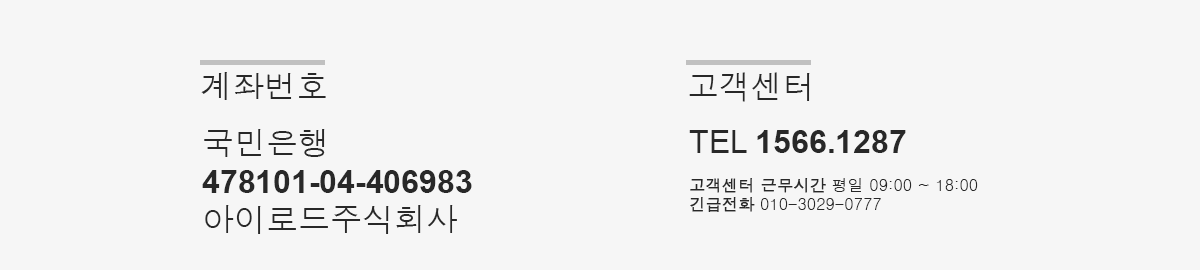 계좌번호
국민은행
478101-04-406983
아이로드주식회사
고객센터
TEL 1566.1287
고객센터 근무시간 평일 09:00 ~ 18:00
긴급전화 010-3029-0777